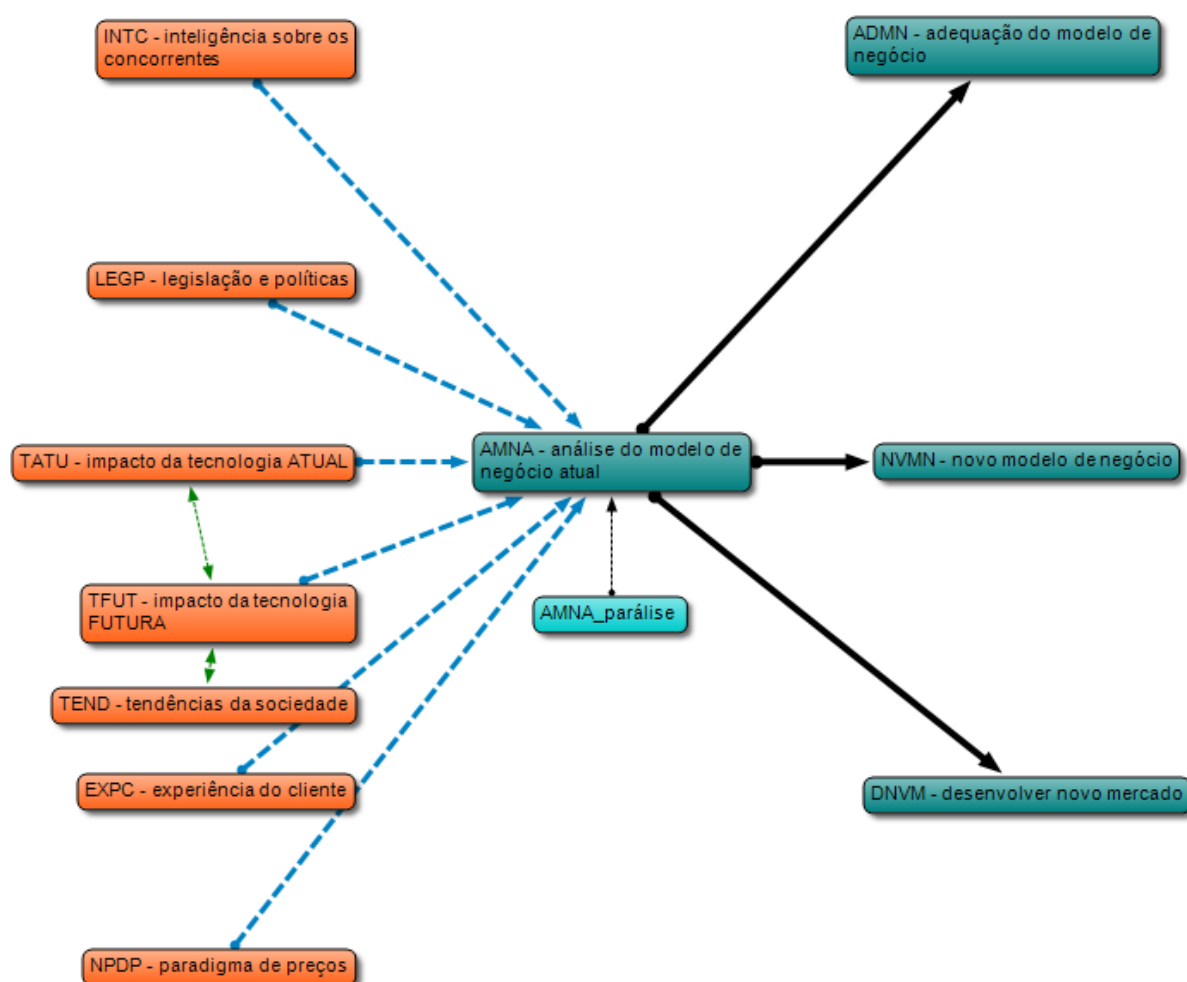 INTC - inteligência sobre os
concorrentes
ADMN - adequação do modelo de
negócio
LEGP - legislação e políticas
TATU - impacto da tecnologia ATUAL
AMNA - análise do modelo de
negócio atual
NVMN - novo modelo de negócio
TFUT - impacto da tecnologia
FUTURA
AMNA_parálise
TEND - tendências da sociedade
EXPC - experiência do cliente
DNVM - desenvolver novo mercado
NPDP - paradigma de preços